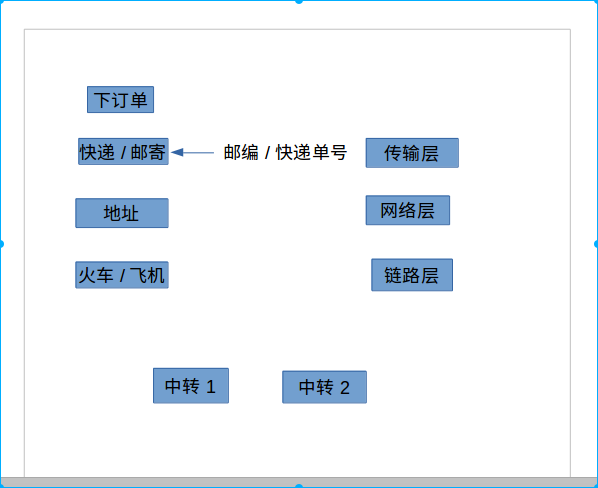 下订单
快递 / 邮寄
邮编 / 快递单号
传输层
地址
网络层
火车 / 飞机
链路层
中转 1
中转 2